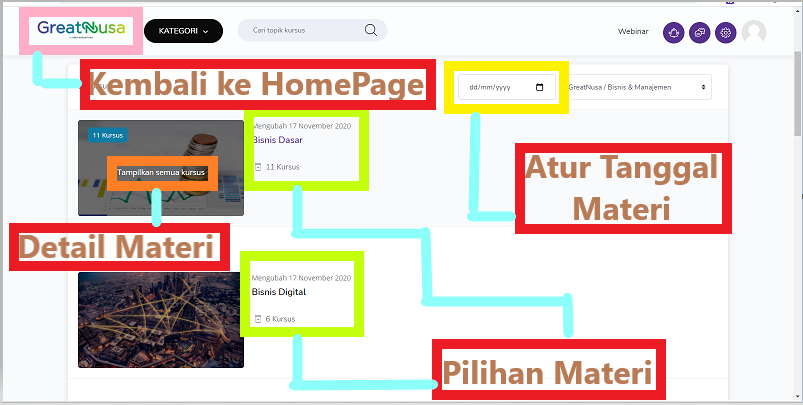 GreatNusa
KATEGORI
Cari topik kursus
Webinar
Kembali ke HomePage
dd/mm/yyyy
GreatNusa / Bisnis & Manajemen
11 Kursus
Tampilkan semua kursus
Mengubah 17 November 2020
Bisnis Dasar
11 Kursus
Atur Tanggal
Materi
Detail Materi
Mengubah 17 November 2020
Bisnis Digital
6 Kursus
Pilihan Materi